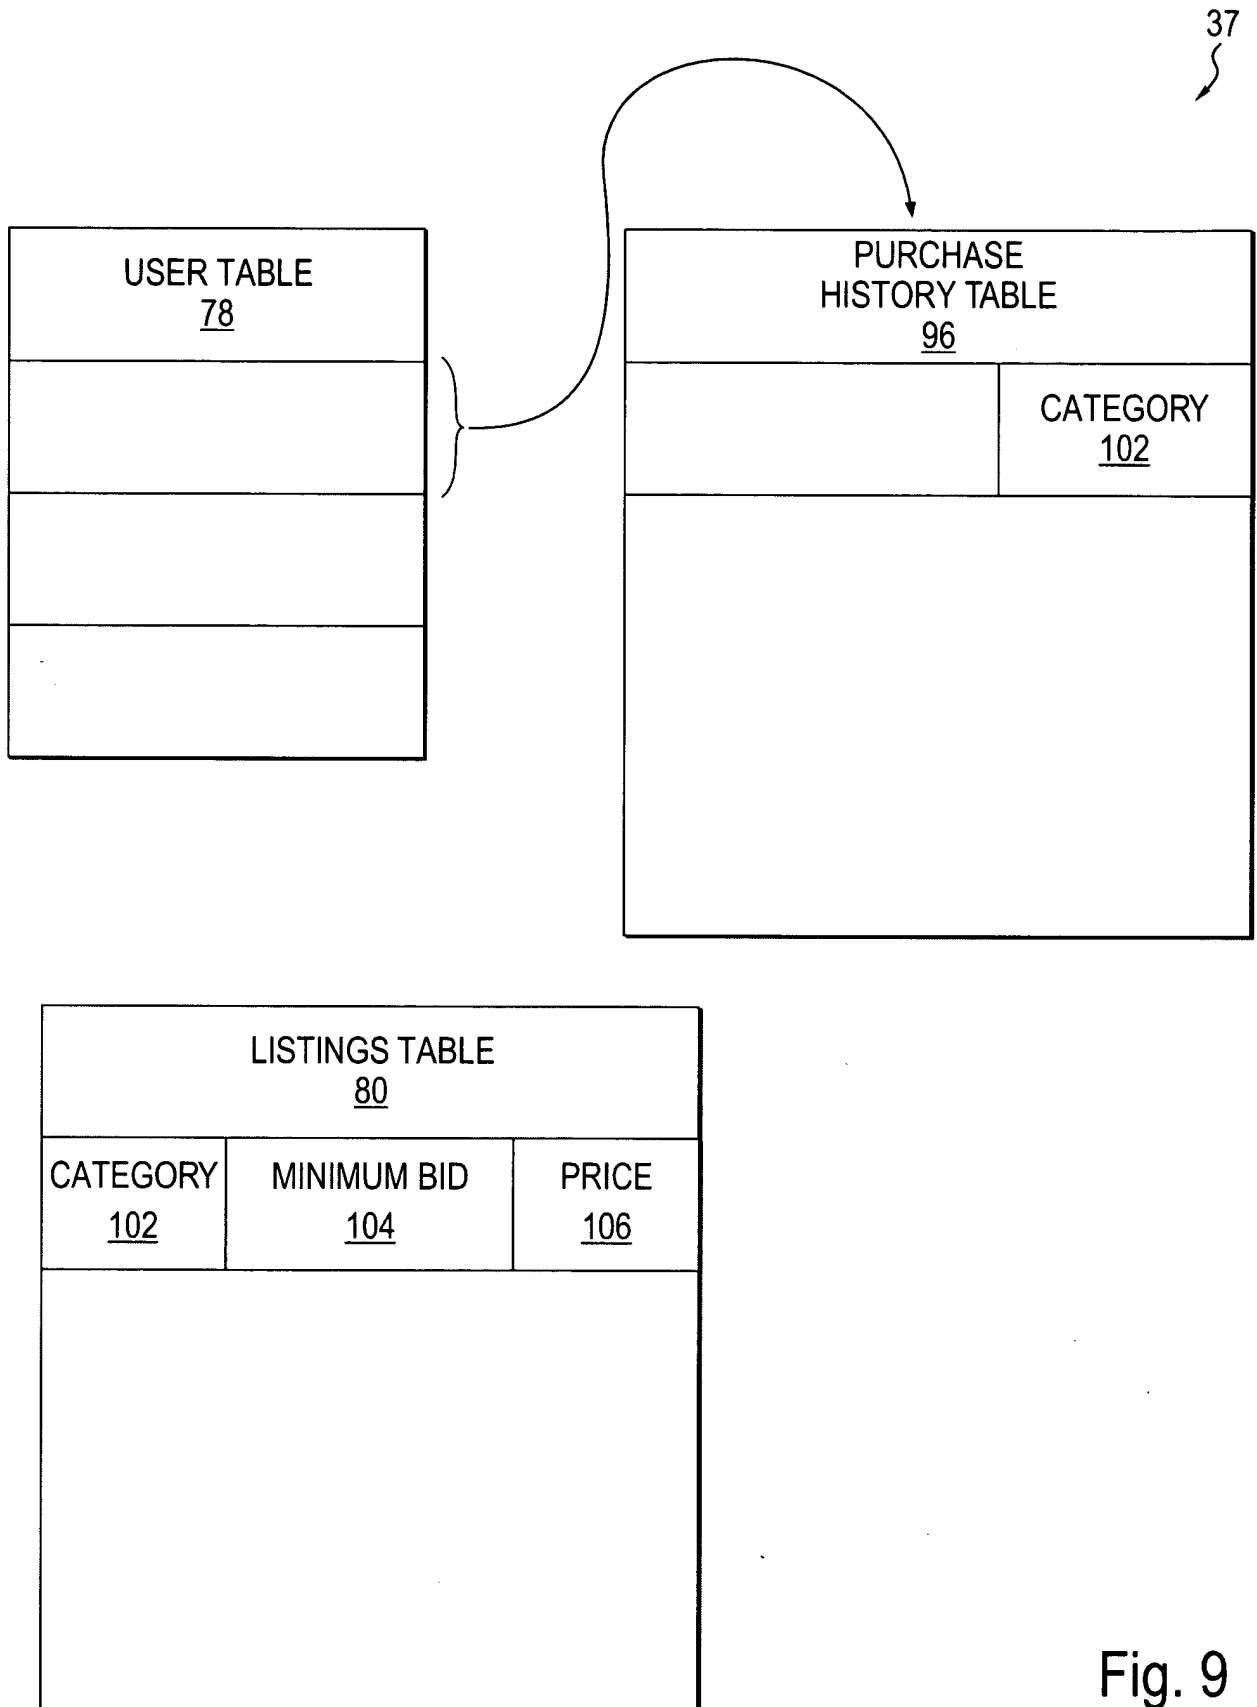 37
USER TABLE
78
PURCHASE
HISTORY TABLE
96
CATEGORY
102
LISTINGS TABLE
80
CATEGORY
102
MINIMUM BID
104
PRICE
106
Fig. 9